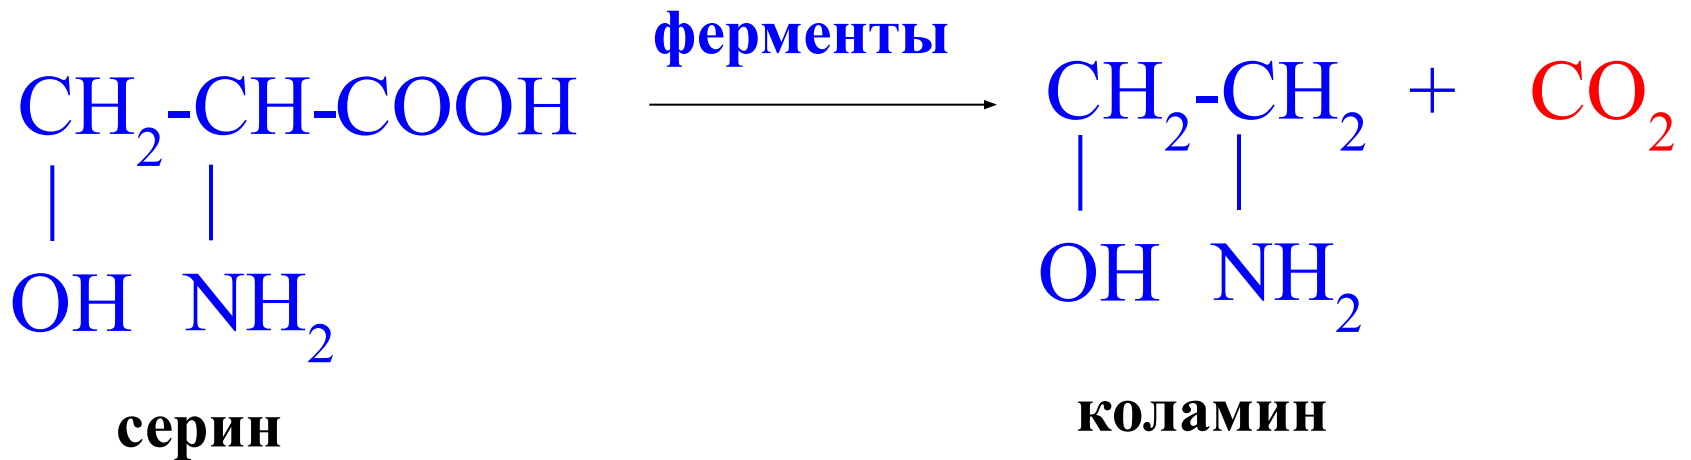 ферменты
CH₂-CH-COOH → CH₂-CH₂ + CO₂
| | | |
OH NH₂ OH NH₂
серин коламин